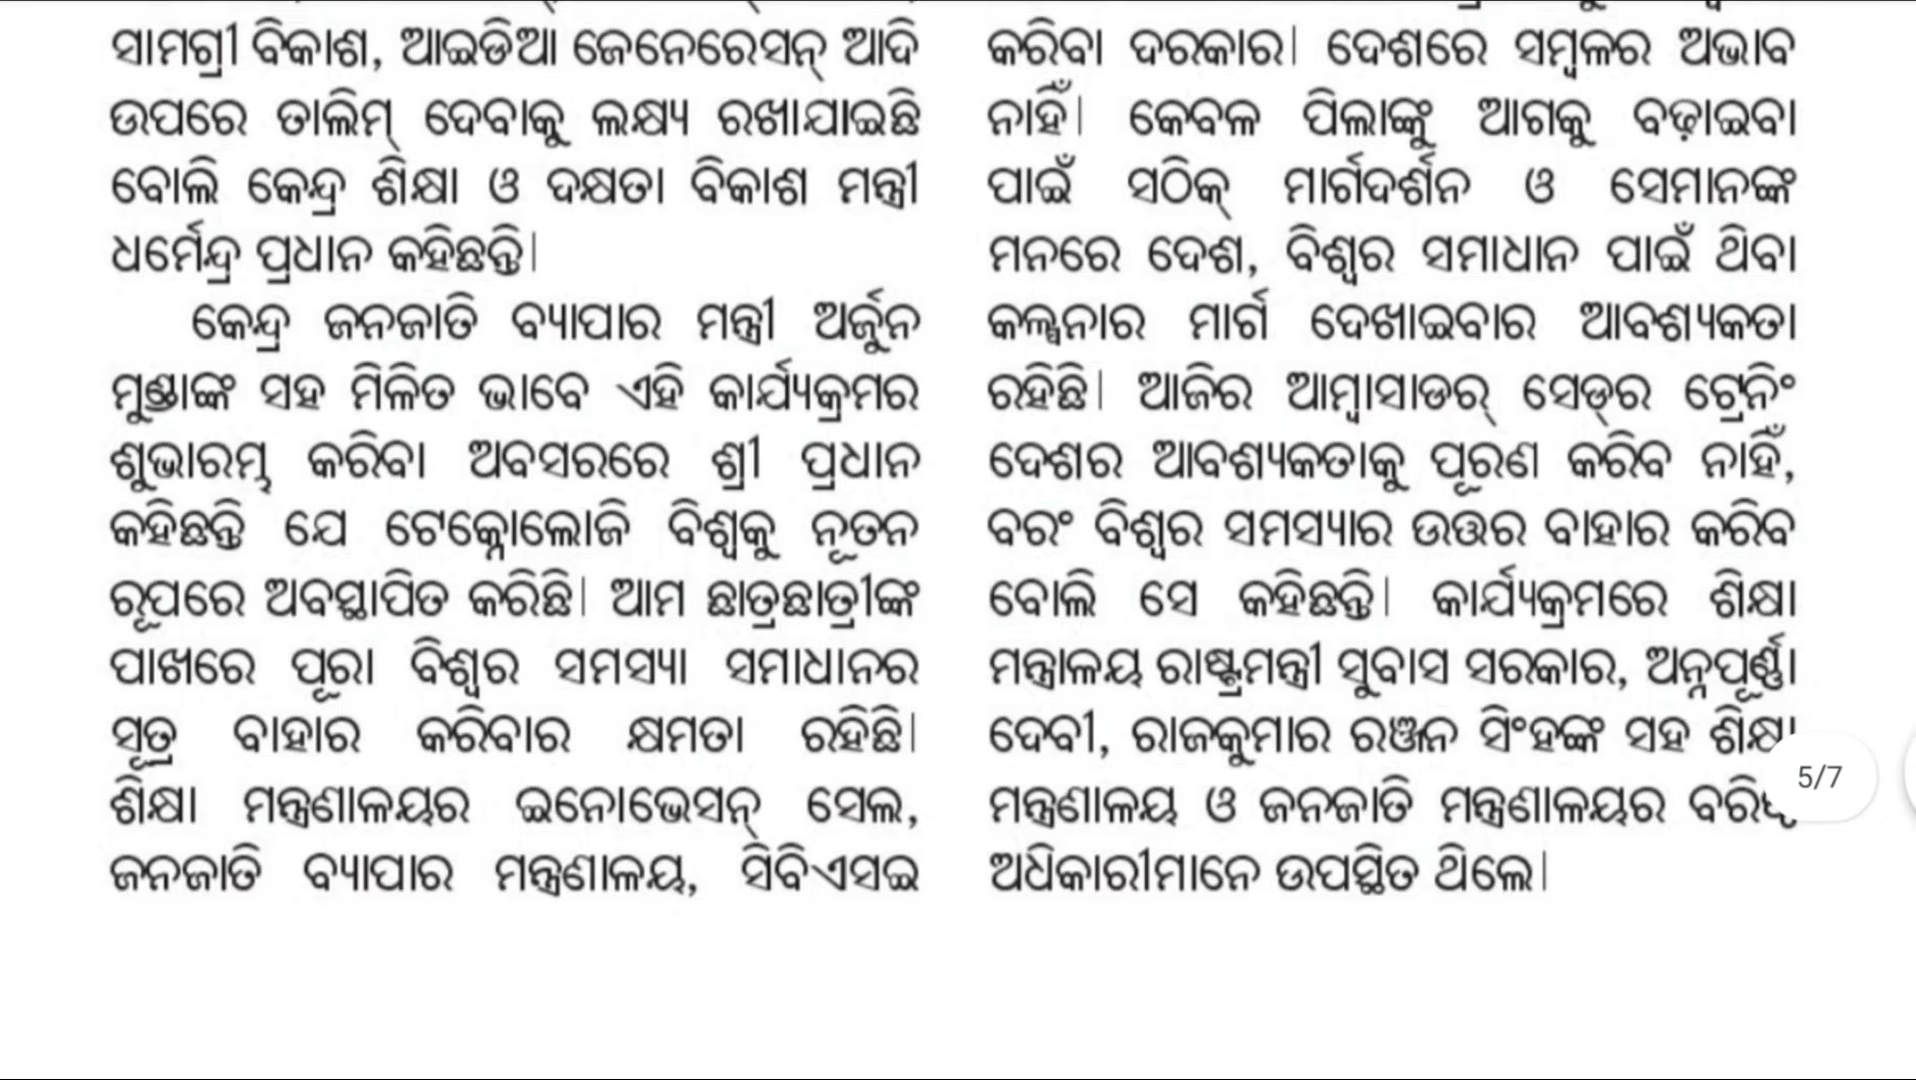 ସାମଗ୍ରୀ ବିକାଶ, ଆଇଡିଆ ଜେନେରେସନ୍ ଆଦି
ଉପରେ ତାଲିମ୍ ଦେବାକୁ ଲକ୍ଷ୍ୟ ରଖାଯାଇଛି
ବୋଲି କେନ୍ଦ୍ର ଶିକ୍ଷା ଓ ଦକ୍ଷତା ବିକାଶ ମନ୍ତ୍ରୀ
ଧର୍ମେନ୍ଦ୍ର ପ୍ରଧାନ କହିଛନ୍ତି।
କେନ୍ଦ୍ର ଜନଜାତି ବ୍ୟାପାର ମନ୍ତ୍ରୀ ଅର୍ଜୁନ
ମୁଣ୍ଡାଙ୍କ ସହ ମିଳିତ ଭାବେ ଏହି କାର୍ଯ୍ୟକ୍ରମର
ଶୁଭାରମ୍ଭ କରିବା ଅବସରରେ ଶ୍ରୀ ପ୍ରଧାନ
କହିଛନ୍ତି ଯେ ଟେକ୍ନୋଲୋଜି ବିଶ୍ୱକୁ ନୂତନ
ରୂପରେ ଅବସ୍ଥାପିତ କରିଛି। ଆମ ଛାତ୍ରଛାତ୍ରୀଙ୍କ
ପାଖରେ ପୂରା ବିଶ୍ୱର ସମସ୍ୟା ସମାଧାନର
ସୂତ୍ର ବାହାର କରିବାର କ୍ଷମତା ରହିଛି।
ଶିକ୍ଷା ମନ୍ତ୍ରଣାଳୟର ଇନୋଭେସନ୍ ସେଲ,
ଜନଜାତି ବ୍ୟାପାର ମନ୍ତ୍ରଣାଳୟ, ସିବିଏସଇ
କରିବା ଦରକାର। ଦେଶରେ ସମ୍ବଳର ଅଭାବ
ନାହିଁ। କେବଳ ପିଲାଙ୍କୁ ଆଗକୁ ବଢ଼ାଇବା
ପାଇଁ ସଠିକ୍ ମାର୍ଗଦର୍ଶନ ଓ ସେମାନଙ୍କ
ମନରେ ଦେଶ, ବିଶ୍ୱର ସମାଧାନ ପାଇଁ ଥିବା
କଳ୍ପନାର ମାର୍ଗ ଦେଖାଇବାର ଆବଶ୍ୟକତା
ରହିଛି। ଆଜିର ଆମ୍ବାସାଡର୍ ସେଡ୍‌ର ଟ୍ରେନିଂ
ଦେଶର ଆବଶ୍ୟକତାକୁ ପୂରଣ କରିବ ନାହିଁ,
ବରଂ ବିଶ୍ୱର ସମସ୍ୟାର ଉତ୍ତର ବାହାର କରିବ
ବୋଲି ସେ କହିଛନ୍ତି। କାର୍ଯ୍ୟକ୍ରମରେ ଶିକ୍ଷା
ମନ୍ତ୍ରାଳୟ ରାଷ୍ଟ୍ରମନ୍ତ୍ରୀ ସୁବାସ ସରକାର, ଅନ୍ନପୂର୍ଣ୍ଣା
ଦେବୀ, ରାଜକୁମାର ରଞ୍ଜନ ସିଂହଙ୍କ ସହ ଶିକ୍ଷା
ମନ୍ତ୍ରଣାଳୟ ଓ ଜନଜାତି ମନ୍ତ୍ରଣାଳୟର
ଅଧିକାରୀମାନେ ଉପସ୍ଥିତ ଥିଲେ।
5/7